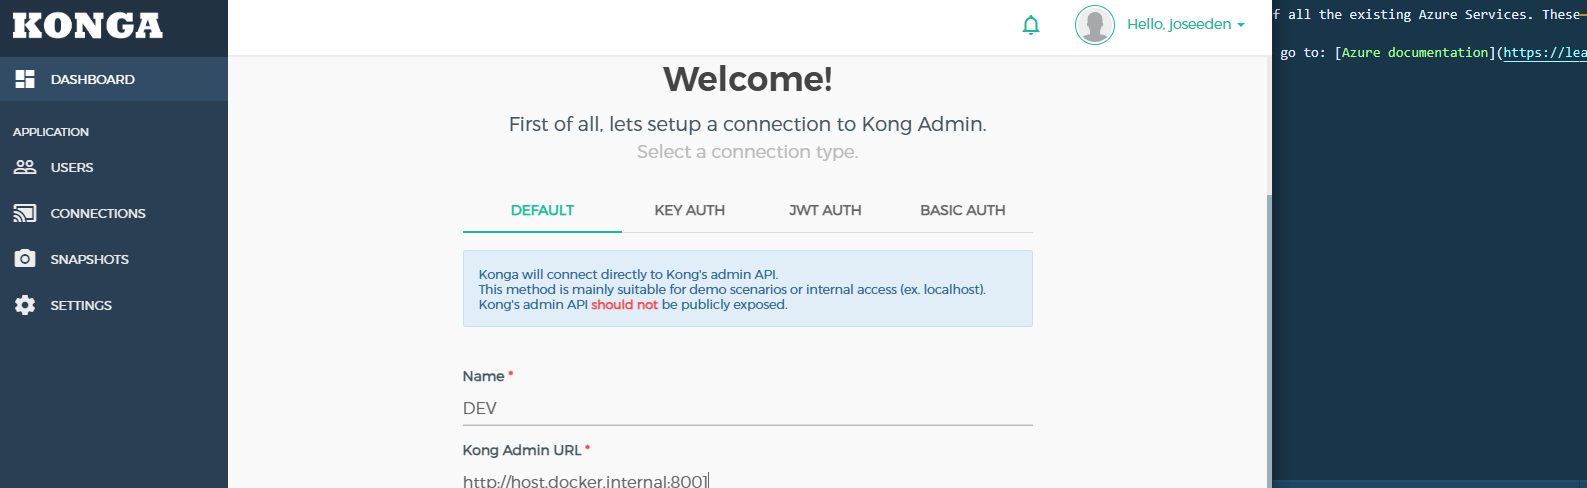 KONGA
Hello, joseeden
DASHBOARD
APPLICATION
USERS
CONNECTIONS
SNAPSHOTS
SETTINGS
Welcome!
First of all, lets setup a connection to Kong Admin.
Select a connection type.
DEFAULT KEY AUTH JWT AUTH BASIC AUTH
Konga will connect directly to Kong's admin API.
This method is mainly suitable for demo scenarios or internal access (ex. localhost).
Kong's admin API should not be publicly exposed.
Name *
DEV
Kong Admin URL *
http://host.docker.internal:8001
f all the existing Azure Services. These
go to: [Azure documentation](https://lea